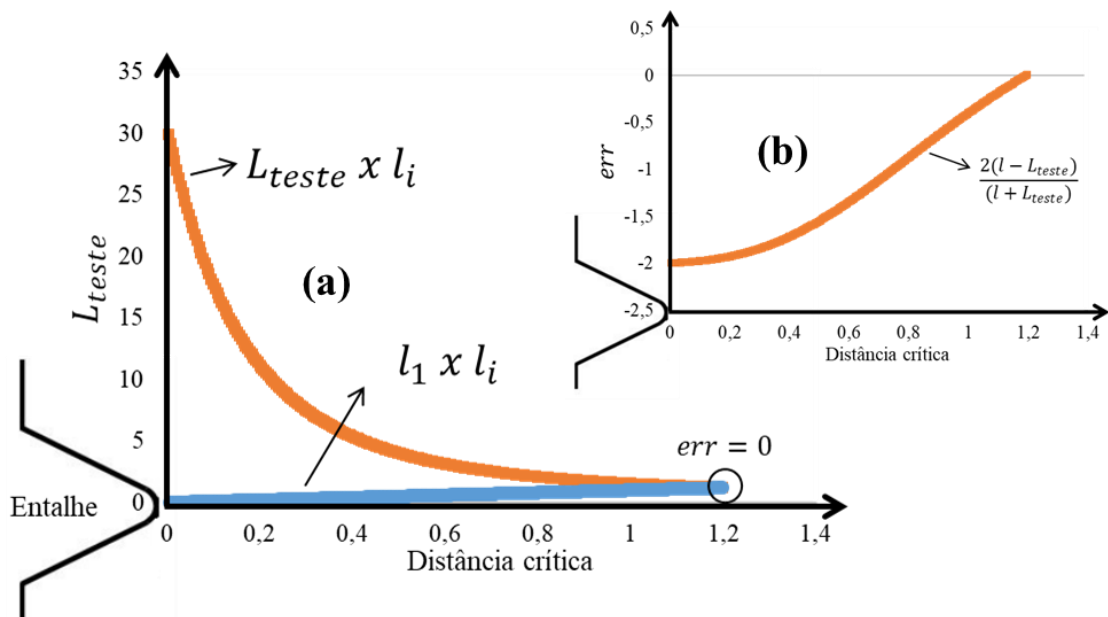 35
30
25
20
15
10
5
0
L_teste
L_teste x l_i
(a)
l_1 x l_i
err = 0
Entalhe
0 0,2 0,4 0,6 0,8 1 1,2 1,4
Distância crítica
0,5
0
-0,5
-1
-1,5
-2
-2,5
err
(b)
2(l − L_teste)
(l + L_teste)
0 0,2 0,4 0,6 0,8 1 1,2 1,4
Distância crítica